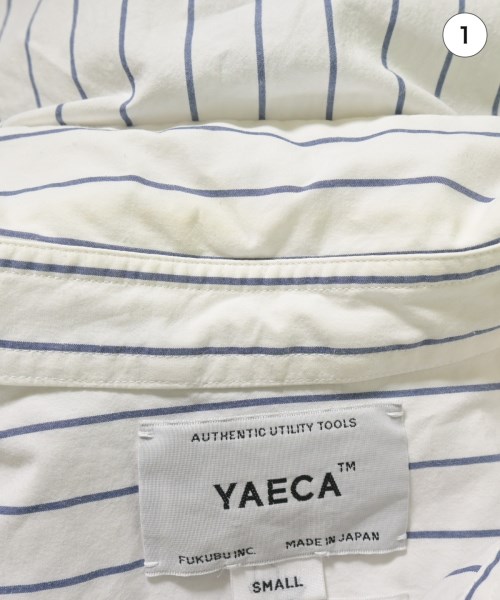 1
AUTHENTIC UTILITY TOOLS
YAECA™
FUKUBU INC. MADE IN JAPAN
SMALL